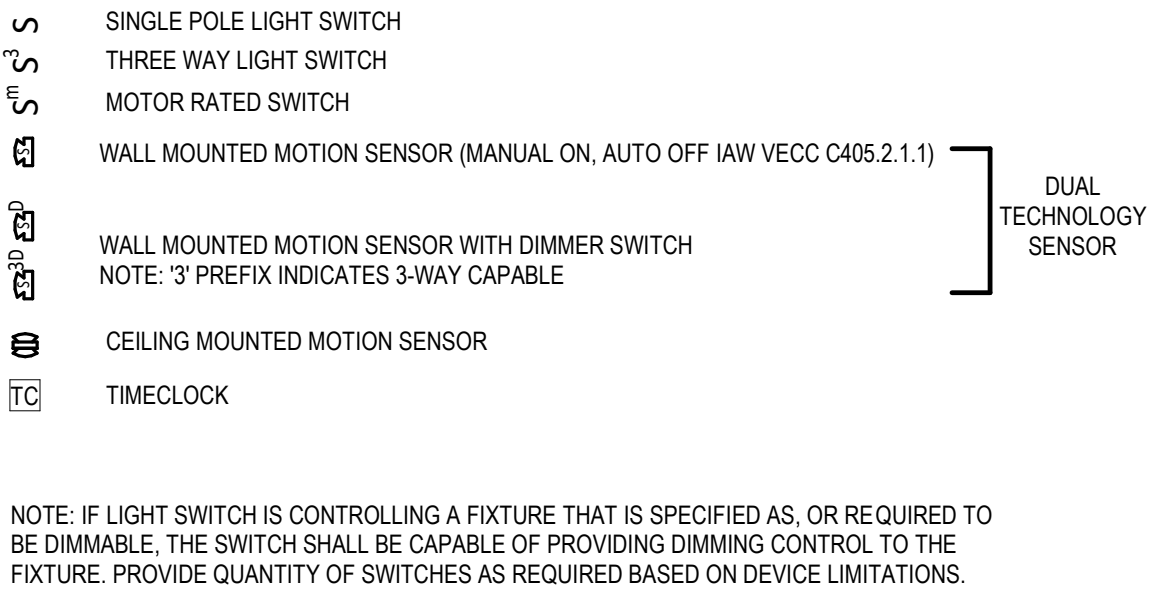 S SINGLE POLE LIGHT SWITCH
S3 THREE WAY LIGHT SWITCH
Sm MOTOR RATED SWITCH
S WALL MOUNTED MOTION SENSOR (MANUAL ON, AUTO OFF IAW VECC C405.2.1.1)
DUAL
TECHNOLOGY
SENSOR
S D
WALL MOUNTED MOTION SENSOR WITH DIMMER SWITCH
S 3D
NOTE: '3' PREFIX INDICATES 3-WAY CAPABLE
CEILING MOUNTED MOTION SENSOR
TC TIMECLOCK
NOTE: IF LIGHT SWITCH IS CONTROLLING A FIXTURE THAT IS SPECIFIED AS, OR REQUIRED TO
BE DIMMABLE, THE SWITCH SHALL BE CAPABLE OF PROVIDING DIMMING CONTROL TO THE
FIXTURE. PROVIDE QUANTITY OF SWITCHES AS REQUIRED BASED ON DEVICE LIMITATIONS.